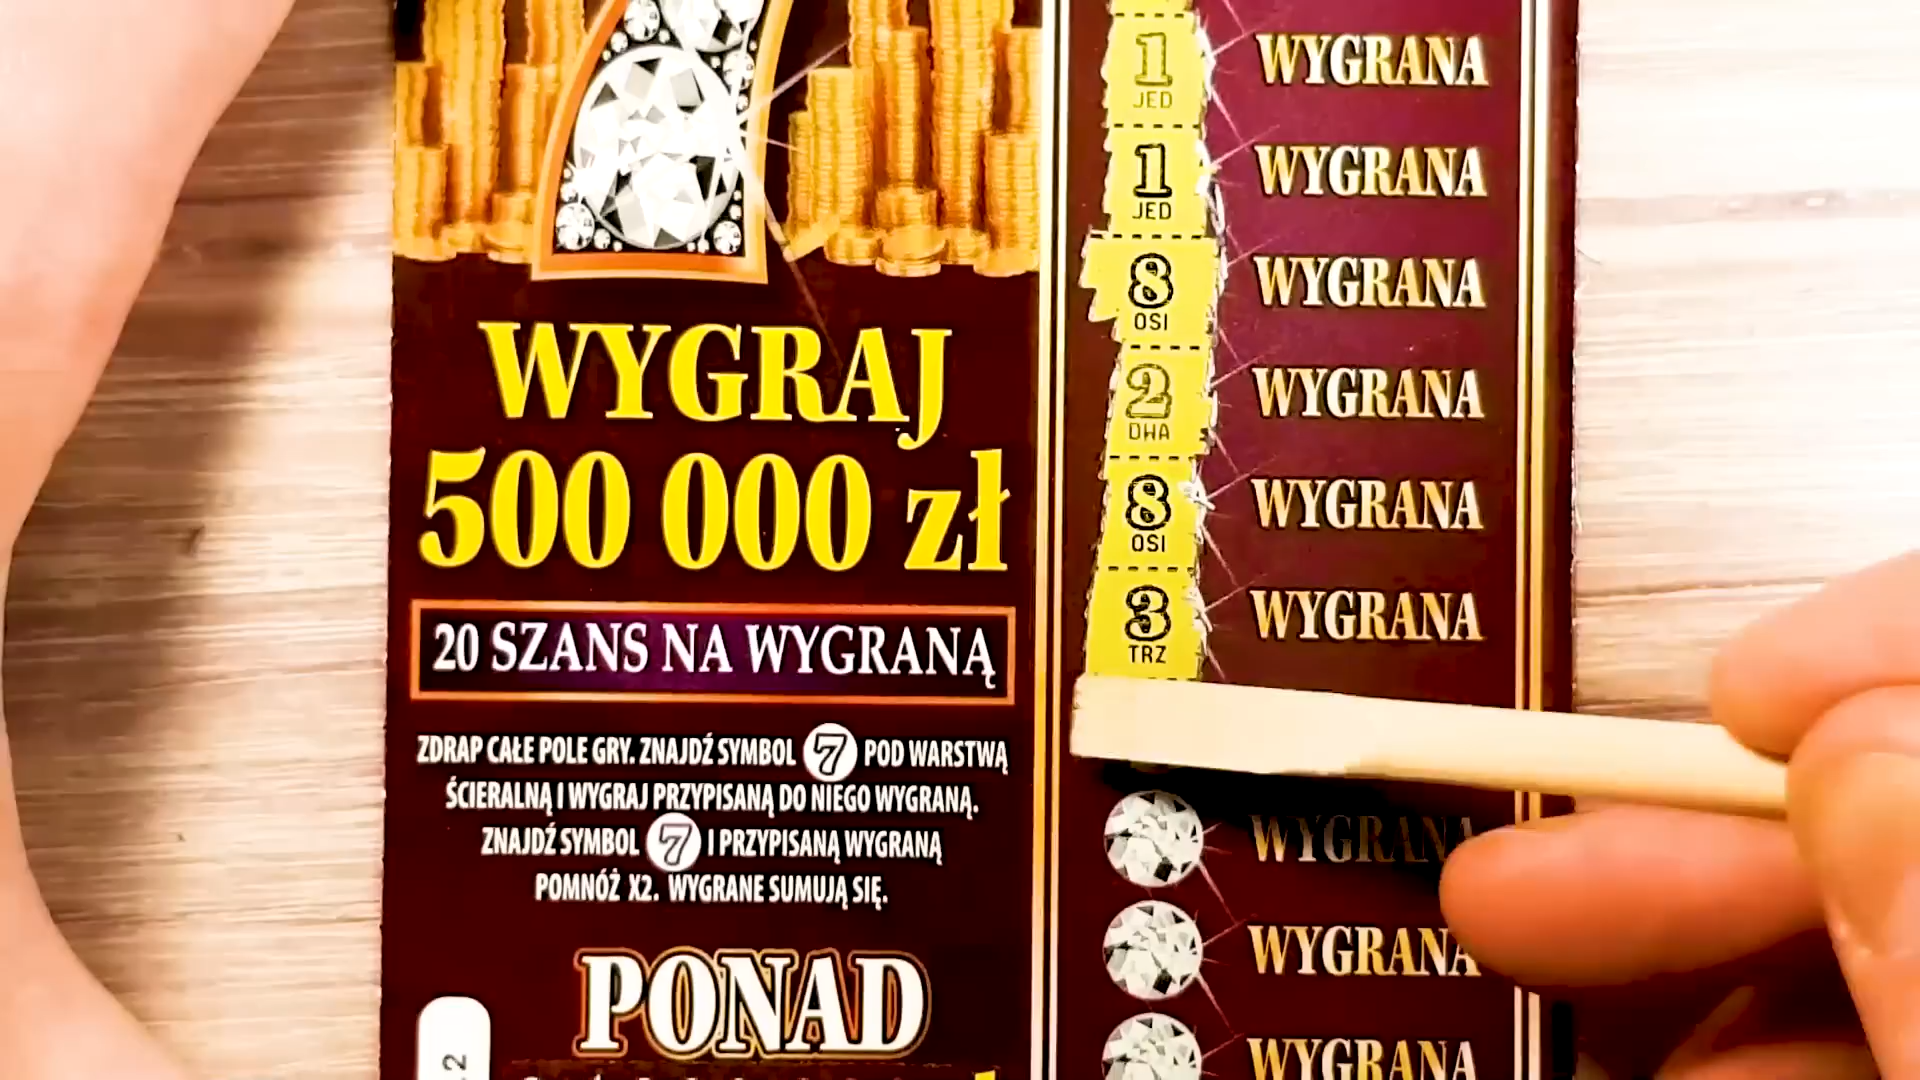 WYGRAJ
500 000 zł
20 SZANS NA WYGRANĄ
ZDRAP CAŁE POLE GRY. ZNAJDŹ SYMBOL 7 POD WARSTWĄ
ŚCIERALNĄ I WYGRAJ PRZYPISANĄ DO NIEGO WYGRANĄ.
ZNAJDŹ SYMBOL 7 I PRZYPISANĄ WYGRANĄ
POMNÓŻ X2. WYGRANE SUMUJĄ SIĘ.
PONAD
1 WYGRANA
JED
1 WYGRANA
JED
8 WYGRANA
OSI
2 WYGRANA
DWA
8 WYGRANA
OSI
3 WYGRANA
TRZ
WYGRANA
WYGRANA
WYGRANA